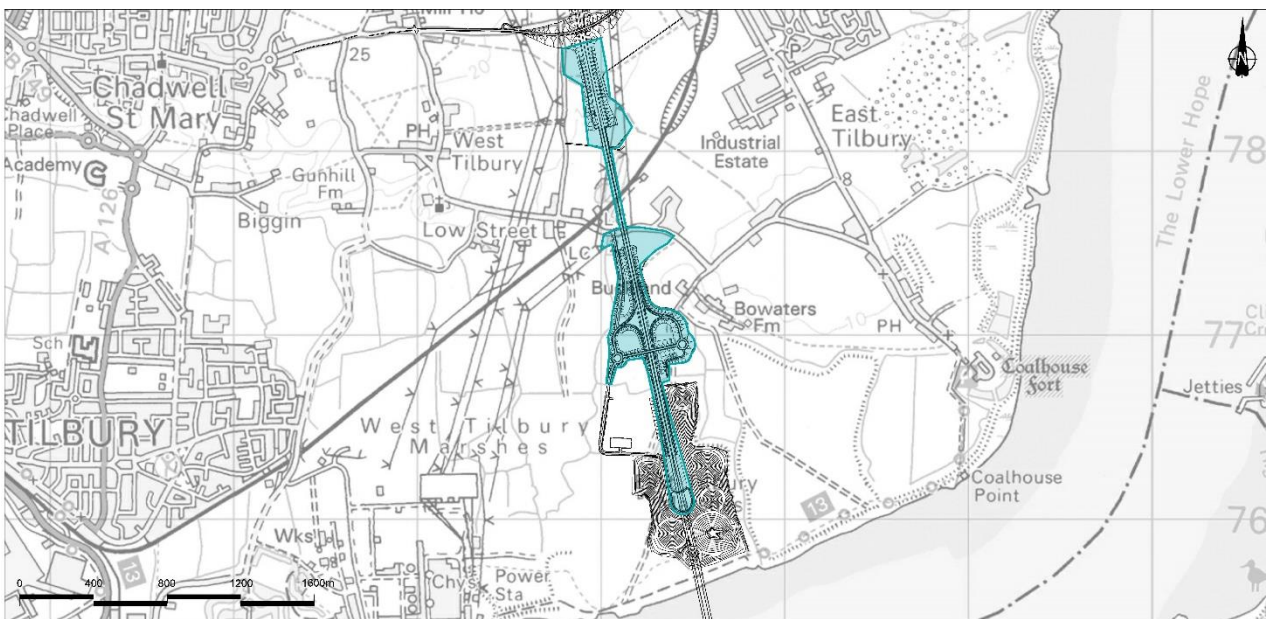 25
Chadwell
St Mary
Chadwell
Place
Academy
A 126
PH
West
Tilbury
Gunhill
Fm
Biggin
Low Street
LC
Industrial
Estate
East
Tilbury
78
8
The Lower Hope
Bowaters
Fm
10
PH
77
Sch
Coalhouse
Fort
Jetties
TILBURY
West Tilbury
Marshes
Coalhouse
Point
13
76
Wks
Chys
Power
Sta
13
0 400 800 1200 1600m
N